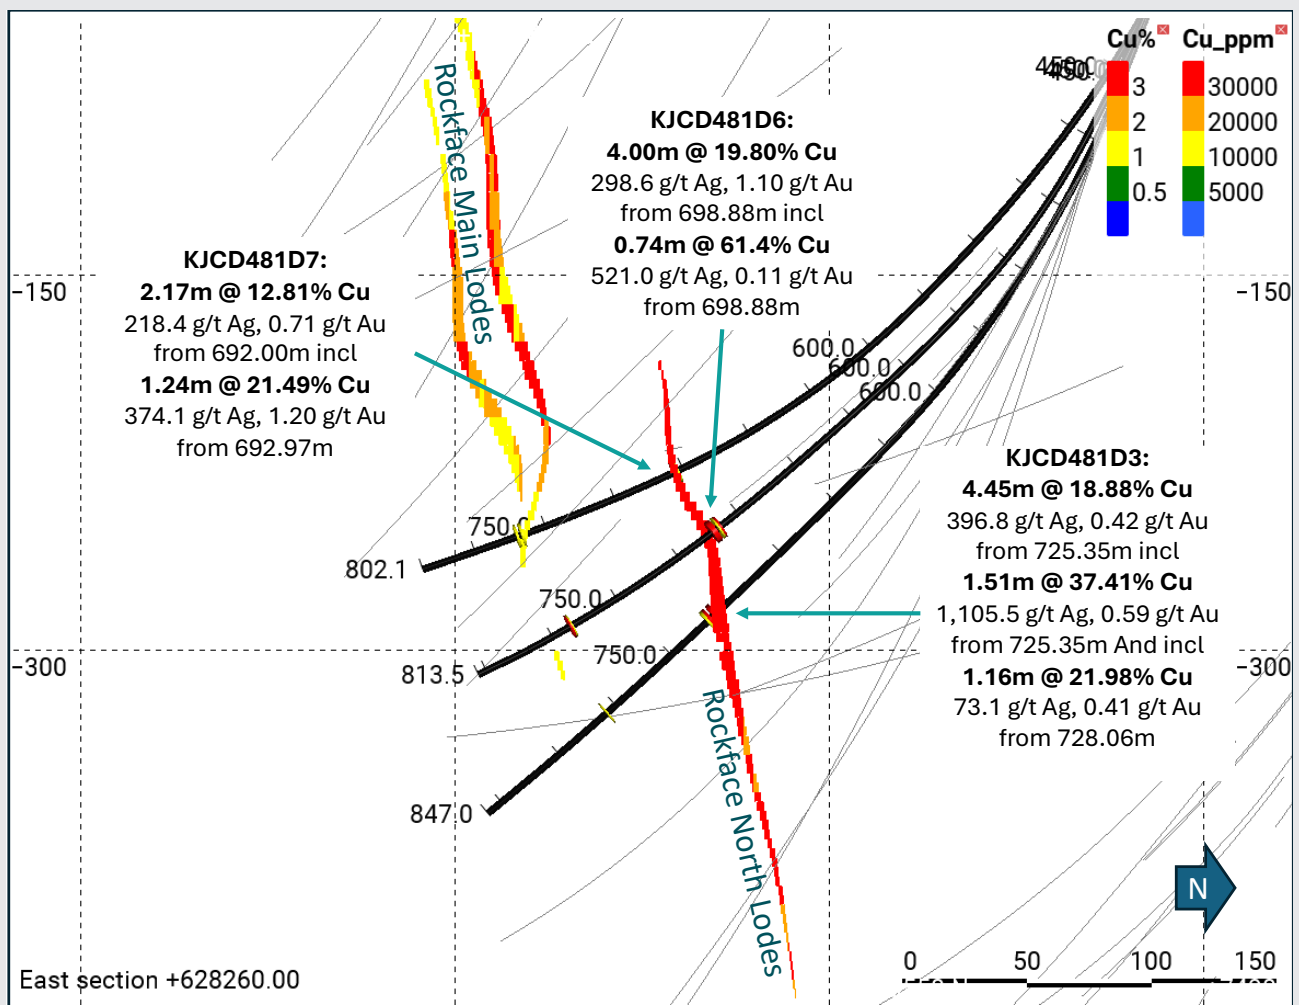 450.0
Cu%
Cu_ppm
3
2
1
0.5
30000
20000
10000
5000
Rockface Main Lodes
KJCD481D6:
4.00m @ 19.80% Cu
298.6 g/t Ag, 1.10 g/t Au
from 698.88m incl
0.74m @ 61.4% Cu
521.0 g/t Ag, 0.11 g/t Au
from 698.88m
KJCD481D7:
2.17m @ 12.81% Cu
218.4 g/t Ag, 0.71 g/t Au
from 692.00m incl
1.24m @ 21.49% Cu
374.1 g/t Ag, 1.20 g/t Au
from 692.97m
-150
-150
600.0
600.0
600.0
KJCD481D3:
4.45m @ 18.88% Cu
396.8 g/t Ag, 0.42 g/t Au
from 725.35m incl
1.51m @ 37.41% Cu
1,105.5 g/t Ag, 0.59 g/t Au
from 725.35m And incl
1.16m @ 21.98% Cu
73.1 g/t Ag, 0.41 g/t Au
from 728.06m
750.0
802.1
750.0
813.5
750.0
847.0
-300
-300
Rockface North Lodes
N
East section +628260.00
0 50 100 150